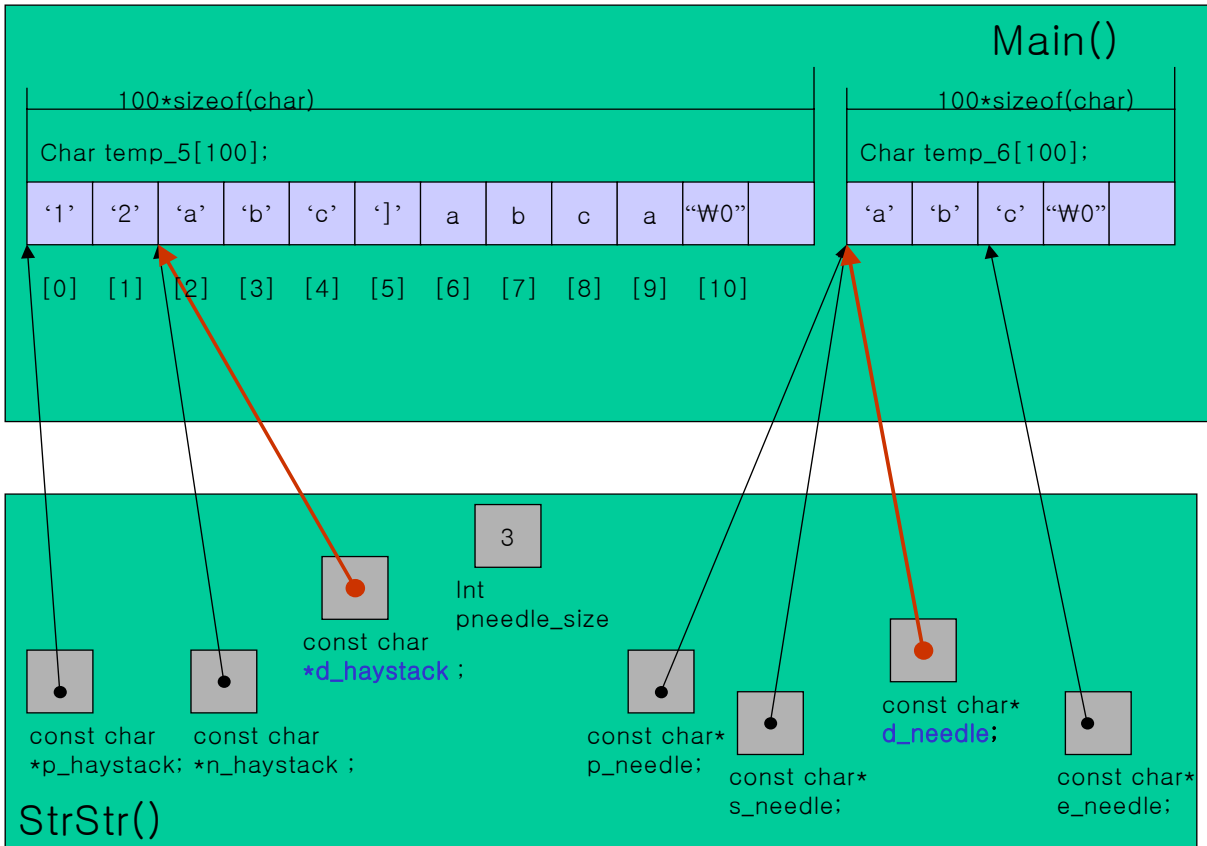 Main()
100*sizeof(char)
100*sizeof(char)
Char temp_5[100];
Char temp_6[100];
‘1’ ‘2’ ‘a’ ‘b’ ‘c’ ‘]’ a b c a “₩0”
‘a’ ‘b’ ‘c’ “₩0”
[0] [1] [2] [3] [4] [5] [6] [7] [8] [9] [10]
3
Int
pneedle_size
const char
*d_haystack ;
const char
*p_haystack;
const char
*n_haystack ;
const char*
p_needle;
const char*
s_needle;
const char*
d_needle;
const char*
e_needle;
StrStr()